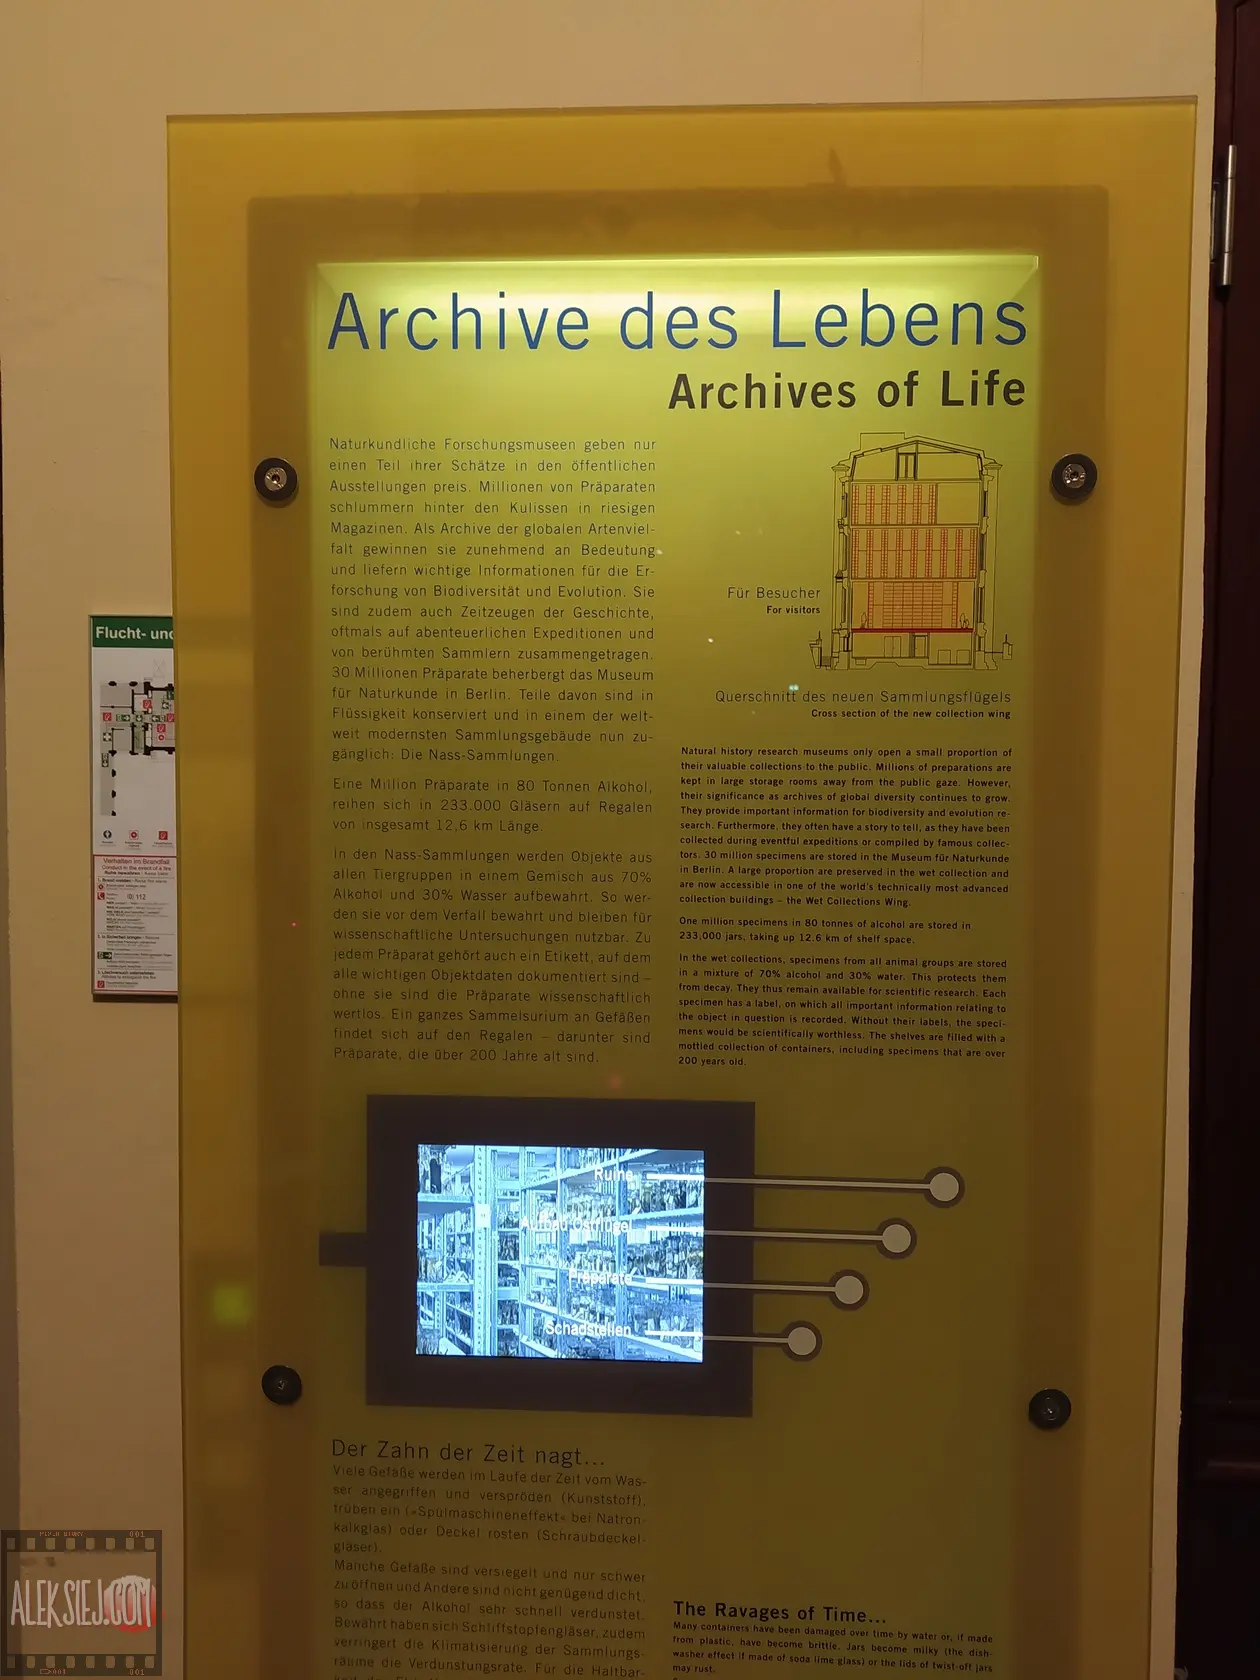 Archive des Lebens
Archives of Life
Naturkundliche Forschungsmuseen geben nur
einen Teil ihrer Schätze in den öffentlichen
Ausstellungen preis. Millionen von Präparaten
schlummern hinter den Kulissen in riesigen
Magazinen. Als Archive der globalen Artenviel-
falt gewinnen sie zunehmend an Bedeutung
und liefern wichtige Informationen für die Er-
forschung von Biodiversität und Evolution. Sie
sind zudem auch Zeitzeugen der Geschichte,
oftmals auf abenteuerlichen Expeditionen und
von berühmten Sammlern zusammengetragen.
30 Millionen Präparate beherbergt das Museum
für Naturkunde in Berlin. Teile davon sind in
Flüssigkeit konserviert und in einem der welt-
weit modernsten Sammlungsgebäude nun zu-
gänglich: Die Nass-Sammlungen.
Eine Million Präparate in 80 Tonnen Alkohol,
reihen sich in 233.000 Gläsern auf Regalen
von insgesamt 12,6 km Länge.
In den Nass-Sammlungen werden Objekte aus
allen Tiergruppen in einem Gemisch aus 70%
Alkohol und 30% Wasser aufbewahrt. So wer-
den sie vor dem Verfall bewahrt und bleiben für
wissenschaftliche Untersuchungen nutzbar. Zu
jedem Präparat gehört auch ein Etikett, auf dem
alle wichtigen Objektdaten dokumentiert sind –
ohne sie sind die Präparate wissenschaftlich
wertlos. Ein ganzes Sammelsurium an Gefäßen
findet sich auf den Regalen – darunter sind
Präparate, die über 200 Jahre alt sind.
Für Besucher
For visitors
Querschnitt des neuen Sammlungsflügels
Cross section of the new collection wing
Natural history research museums only open a small proportion of
their valuable collections to the public. Millions of preparations are
kept in large storage rooms away from the public gaze. However,
their significance as archives of global diversity continues to grow.
They provide important information for biodiversity and evolution re-
search. Furthermore, they often have a story to tell, as they have been
collected during eventful expeditions or compiled by famous collec-
tors. 30 million specimens are stored in the Museum für Naturkunde
in Berlin. A large proportion are preserved in the wet collection and
are now accessible in one of the world's technically most advanced
collection buildings – the Wet Collections Wing.
One million specimens in 80 tonnes of alcohol are stored in
233,000 jars, taking up 12.6 km of shelf space.
In the wet collections, specimens from all animal groups are stored
in a mixture of 70% alcohol and 30% water. This protects them
from decay. They thus remain available for scientific research. Each
specimen has a label, on which all important information relating to
the object in question is recorded. Without their labels, the speci-
mens would be scientifically worthless. The shelves are filled with a
mottled collection of containers, including specimens that are over
200 years old.
Ruine
Aufbau Ostflügel
Präparate
Schadstellen
Der Zahn der Zeit nagt...
Viele Gefäße werden im Laufe der Zeit vom Was-
ser angegriffen und verspröden (Kunststoff),
trüben ein (»Spülmaschineneffekt« bei Natron-
kalkglas) oder Deckel rosten (Schraubdeckel-
gläser).
Manche Gefäße sind versiegelt und nur schwer
zu öffnen und Andere sind nicht genügend dicht,
so dass der Alkohol sehr schnell verdunstet.
Bewährt haben sich Schliffstopfengläser, zudem
verringert die Klimatisierung der Sammlungs-
räume die Verdunstungsrate. Für die Haltbar-
The Ravages of Time...
Many containers have been damaged over time by water or, if made
from plastic, have become brittle. Jars become milky (the dish-
washer effect if made of soda lime glass) or the lids of twist-off jars
may rust.
Flucht- und
Verhalten im Brandfall
112
ALEKSIEJ.COM
001
001